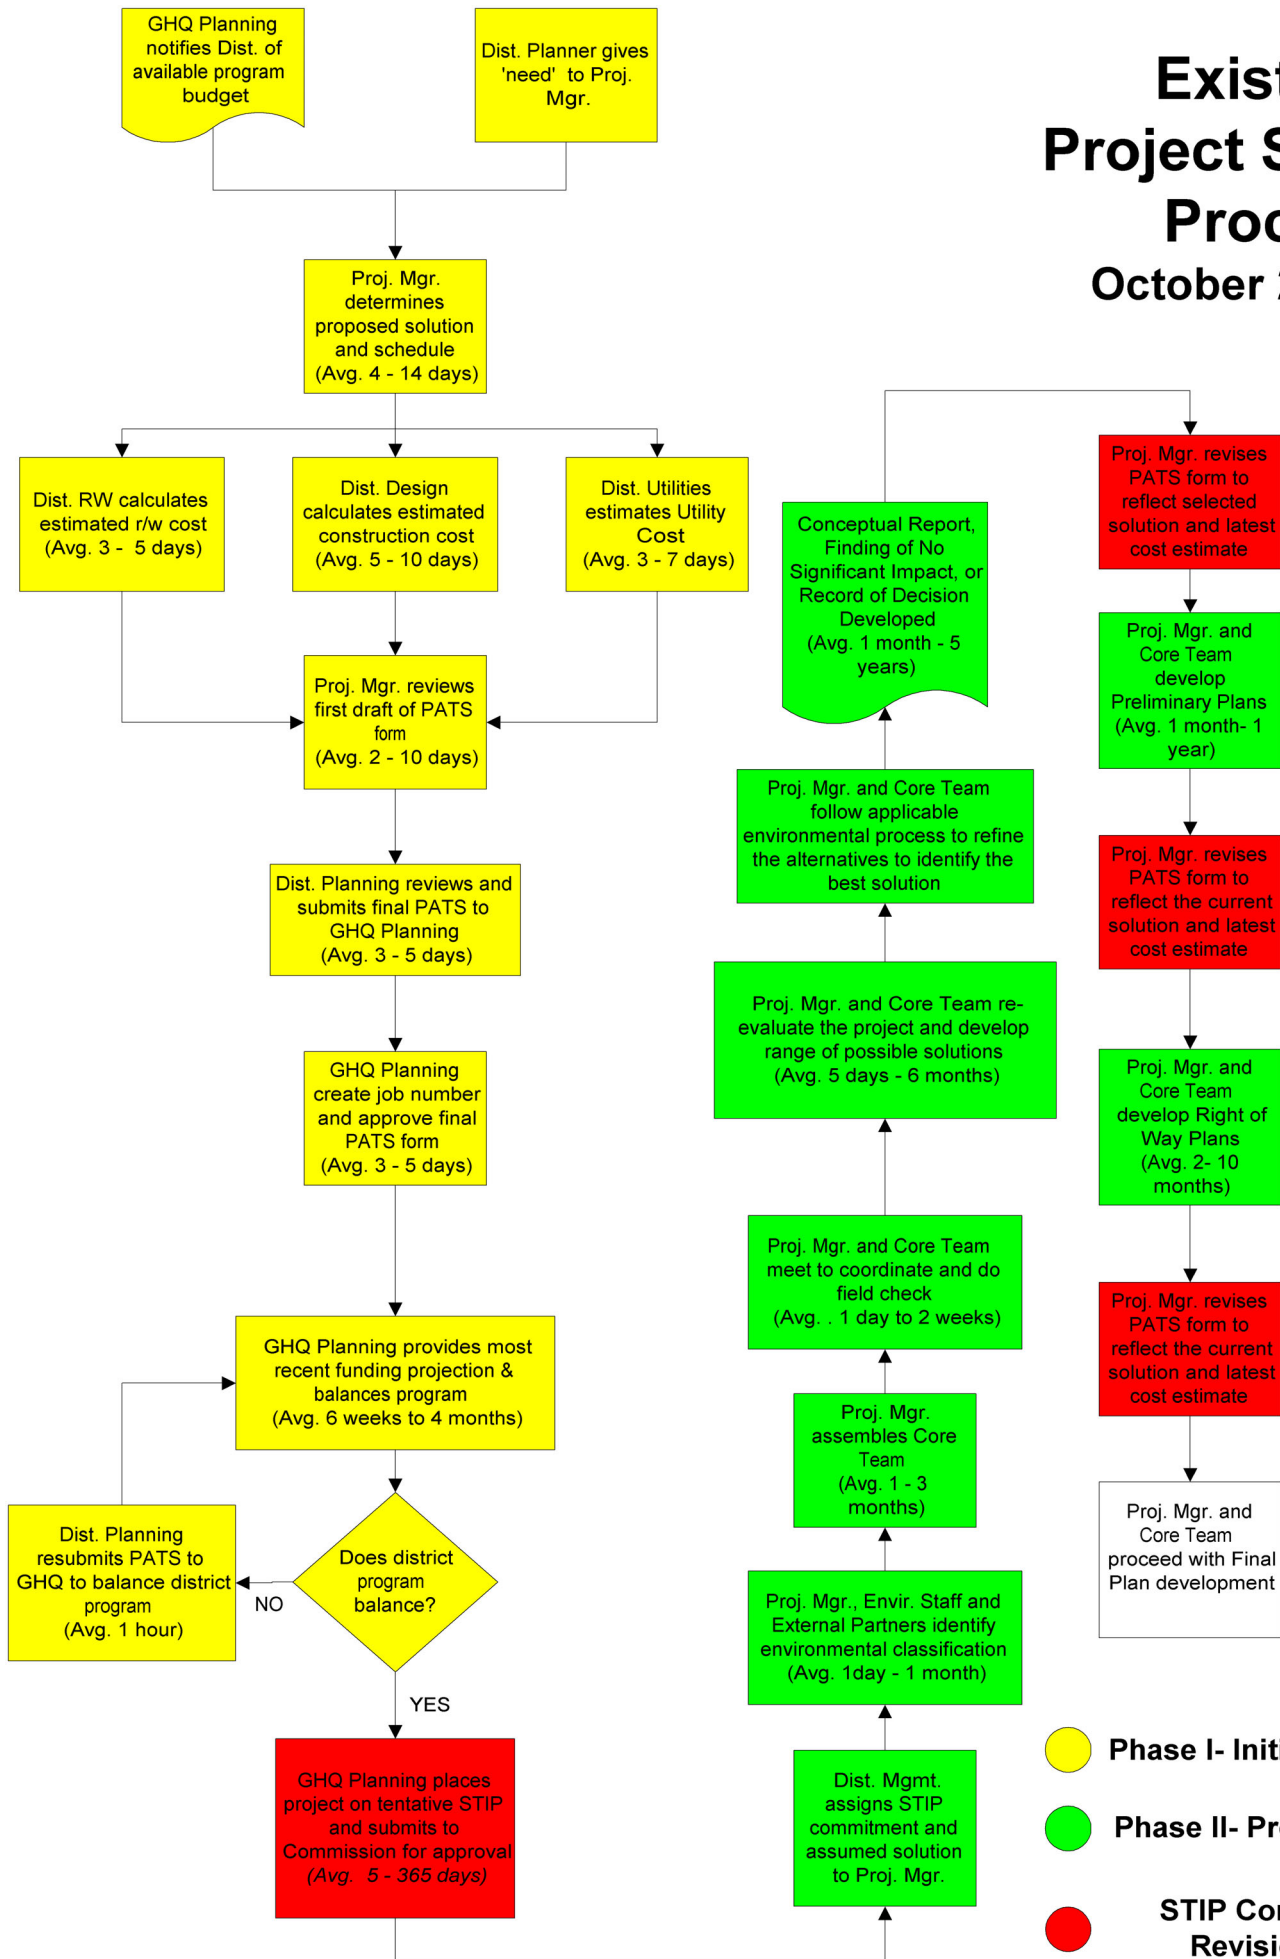 GHQ Planning
notifies Dist. of
available program
budget
Dist. Planner gives
'need' to Proj.
Mgr.
Proj. Mgr.
determines
proposed solution
and schedule
(Avg. 4 - 14 days)
Dist. RW calculates
estimated r/w cost
(Avg. 3 - 5 days)
Dist. Design
calculates estimated
construction cost
(Avg. 5 - 10 days)
Dist. Utilities
estimates Utility
Cost
(Avg. 3 - 7 days)
Proj. Mgr. reviews
first draft of PATS
form
(Avg. 2 - 10 days)
Dist. Planning reviews and
submits final PATS to
GHQ Planning
(Avg. 3 - 5 days)
GHQ Planning
create job number
and approve final
PATS form
(Avg. 3 - 5 days)
GHQ Planning provides most
recent funding projection &
balances program
(Avg. 6 weeks to 4 months)
Does district
program
balance?
NO
Dist. Planning
resubmits PATS to
GHQ to balance district
program
(Avg. 1 hour)
YES
GHQ Planning places
project on tentative STIP
and submits to
Commission for approval
(Avg. 5 - 365 days)
Dist. Mgmt.
assigns STIP
commitment and
assumed solution
to Proj. Mgr.
Proj. Mgr., Envir. Staff and
External Partners identify
environmental classification
(Avg. 1day - 1 month)
Proj. Mgr.
assembles Core
Team
(Avg. 1 - 3
months)
Proj. Mgr. and Core Team
meet to coordinate and do
field check
(Avg. . 1 day to 2 weeks)
Proj. Mgr. and Core Team re-
evaluate the project and develop
range of possible solutions
(Avg. 5 days - 6 months)
Proj. Mgr. and Core Team
follow applicable
environmental process to refine
the alternatives to identify the
best solution
Conceptual Report,
Finding of No
Significant Impact, or
Record of Decision
Developed
(Avg. 1 month - 5
years)
Proj. Mgr. revises
PATS form to
reflect selected
solution and latest
cost estimate
Proj. Mgr. and
Core Team
develop
Preliminary Plans
(Avg. 1 month- 1
year)
Proj. Mgr. revises
PATS form to
reflect the current
solution and latest
cost estimate
Proj. Mgr. and
Core Team
develop Right of
Way Plans
(Avg. 2- 10
months)
Proj. Mgr. revises
PATS form to
reflect the current
solution and latest
cost estimate
Proj. Mgr. and
Core Team
proceed with Final
Plan development
Exist
Project S
Proc
October
Phase I- Initi
Phase II- Pr
STIP Co
Revisi